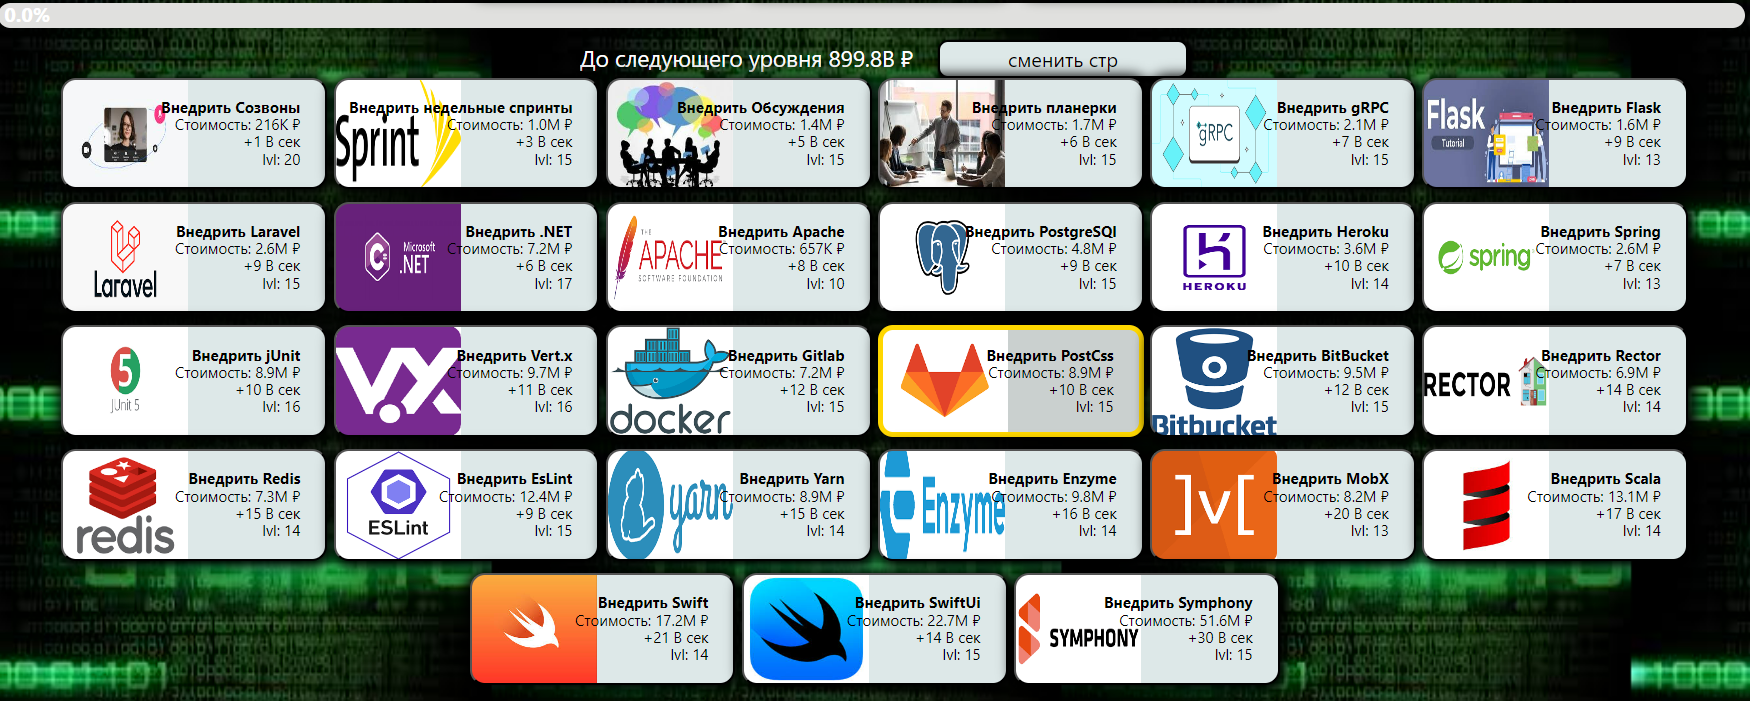 0.0%
До следующего уровня 899.8B ₽
сменить стр
Внедрить Созвоны
Стоимость: 216K ₽
+1 В сек
lvl: 20
Sprint
Внедрить недельные спринты
Стоимость: 1.0M ₽
+3 В сек
lvl: 15
Внедрить Обсуждения
Стоимость: 1.4M ₽
+5 В сек
lvl: 15
Внедрить планерки
Стоимость: 1.7M ₽
+6 В сек
lvl: 15
gRPC
Внедрить gRPC
Стоимость: 2.1M ₽
+7 В сек
lvl: 15
Flask
Tutorial
Внедрить Flask
Стоимость: 1.6M ₽
+9 В сек
lvl: 13
Laravel
Внедрить Laravel
Стоимость: 2.6M ₽
+9 В сек
lvl: 15
C#
Microsoft
.NET
Внедрить .NET
Стоимость: 7.2M ₽
+6 В сек
lvl: 17
THE
APACHE
SOFTWARE FOUNDATION
Внедрить Apache
Стоимость: 657K ₽
+8 В сек
lvl: 10
Внедрить PostgreSQl
Стоимость: 4.8M ₽
+9 В сек
lvl: 15
HEROKU
Внедрить Heroku
Стоимость: 3.6M ₽
+10 В сек
lvl: 14
spring
Внедрить Spring
Стоимость: 2.6M ₽
+7 В сек
lvl: 13
5
JUnit 5
Внедрить jUnit
Стоимость: 8.9M ₽
+10 В сек
lvl: 16
V.X
Внедрить Vert.x
Стоимость: 9.7M ₽
+11 В сек
lvl: 16
docker
Внедрить Gitlab
Стоимость: 7.2M ₽
+12 В сек
lvl: 15
Внедрить PostCss
Стоимость: 8.9M ₽
+10 В сек
lvl: 15
Bitbucket
Внедрить BitBucket
Стоимость: 9.5M ₽
+12 В сек
lvl: 15
RECTOR
Внедрить Rector
Стоимость: 6.9M ₽
+14 В сек
lvl: 14
redis
Внедрить Redis
Стоимость: 7.3M ₽
+15 В сек
lvl: 14
ESLint
Внедрить EsLint
Стоимость: 12.4M ₽
+9 В сек
lvl: 15
yarn
Внедрить Yarn
Стоимость: 8.9M ₽
+15 В сек
lvl: 14
Enzyme
Внедрить Enzyme
Стоимость: 9.8M ₽
+16 В сек
lvl: 14
]v[
Внедрить MobX
Стоимость: 8.2M ₽
+20 В сек
lvl: 13
Внедрить Scala
Стоимость: 13.1M ₽
+17 В сек
lvl: 14
Внедрить Swift
Стоимость: 17.2M ₽
+21 В сек
lvl: 14
Внедрить SwiftUi
Стоимость: 22.7M ₽
+14 В сек
lvl: 15
SYMPHONY
Внедрить Symphony
Стоимость: 51.6M ₽
+30 В сек
lvl: 15